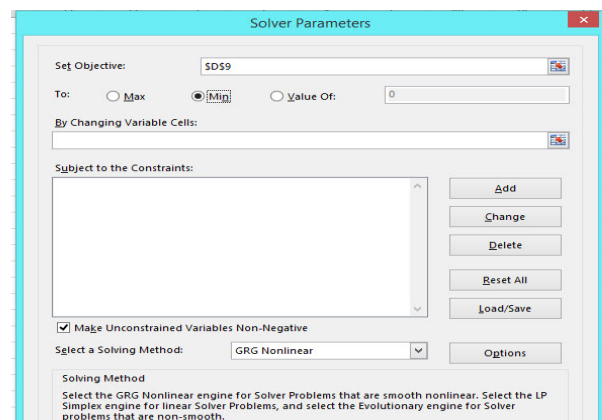 Solver Parameters
Set Objective:
$D$9
To:
Max
Min
Value Of:
0
By Changing Variable Cells:
Subject to the Constraints:
Add
Change
Delete
Reset All
Load/Save
Make Unconstrained Variables Non-Negative
Select a Solving Method:
GRG Nonlinear
Options
Solving Method
Select the GRG Nonlinear engine for Solver Problems that are smooth nonlinear. Select the LP
Simplex engine for linear Solver Problems, and select the Evolutionary engine for Solver
problems that are non-smooth.